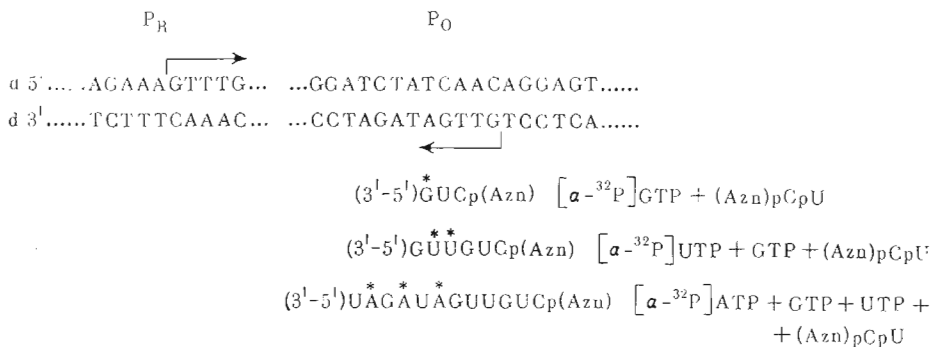 P_R P_O
d 5'..... AGAAAGTTTG... ...GGATCTATCAACAGGAGT......
d 3'......TCTTTCAAAC... ...CCTAGATAGTTGTCCTCA......
(3'-5')G*UCp(Azn) [α-³²P]GTP + (Azn)pCpU
(3'-5')GU*U*GUCp(Azn) [α-³²P]UTP + GTP + (Azn)pCpU
(3'-5')UA*GA*UA*GUUGUCp(Azn) [α-³²P]ATP + GTP + UTP +
+ (Azn)pCpU